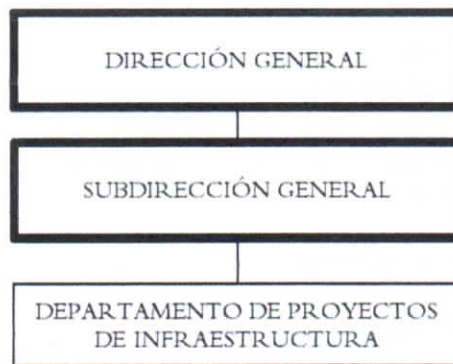 DIRECCIÓN GENERAL
SUBDIRECCIÓN GENERAL
DEPARTAMENTO DE PROYECTOS
DE INFRAESTRUCTURA